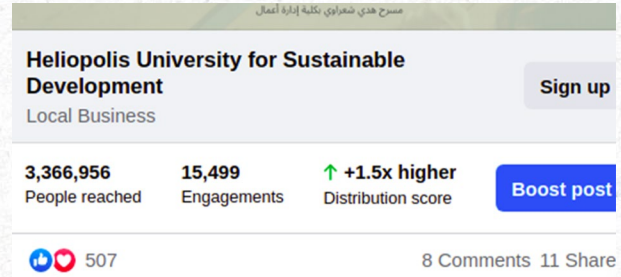 مسرح هدي شعراوي بكلية إدارة أعمال
Heliopolis University for Sustainable
Development
Sign up
Local Business
3,366,956 15,499 +1.5x higher
People reached Engagements Distribution score
Boost post
507 8 Comments 11 Share